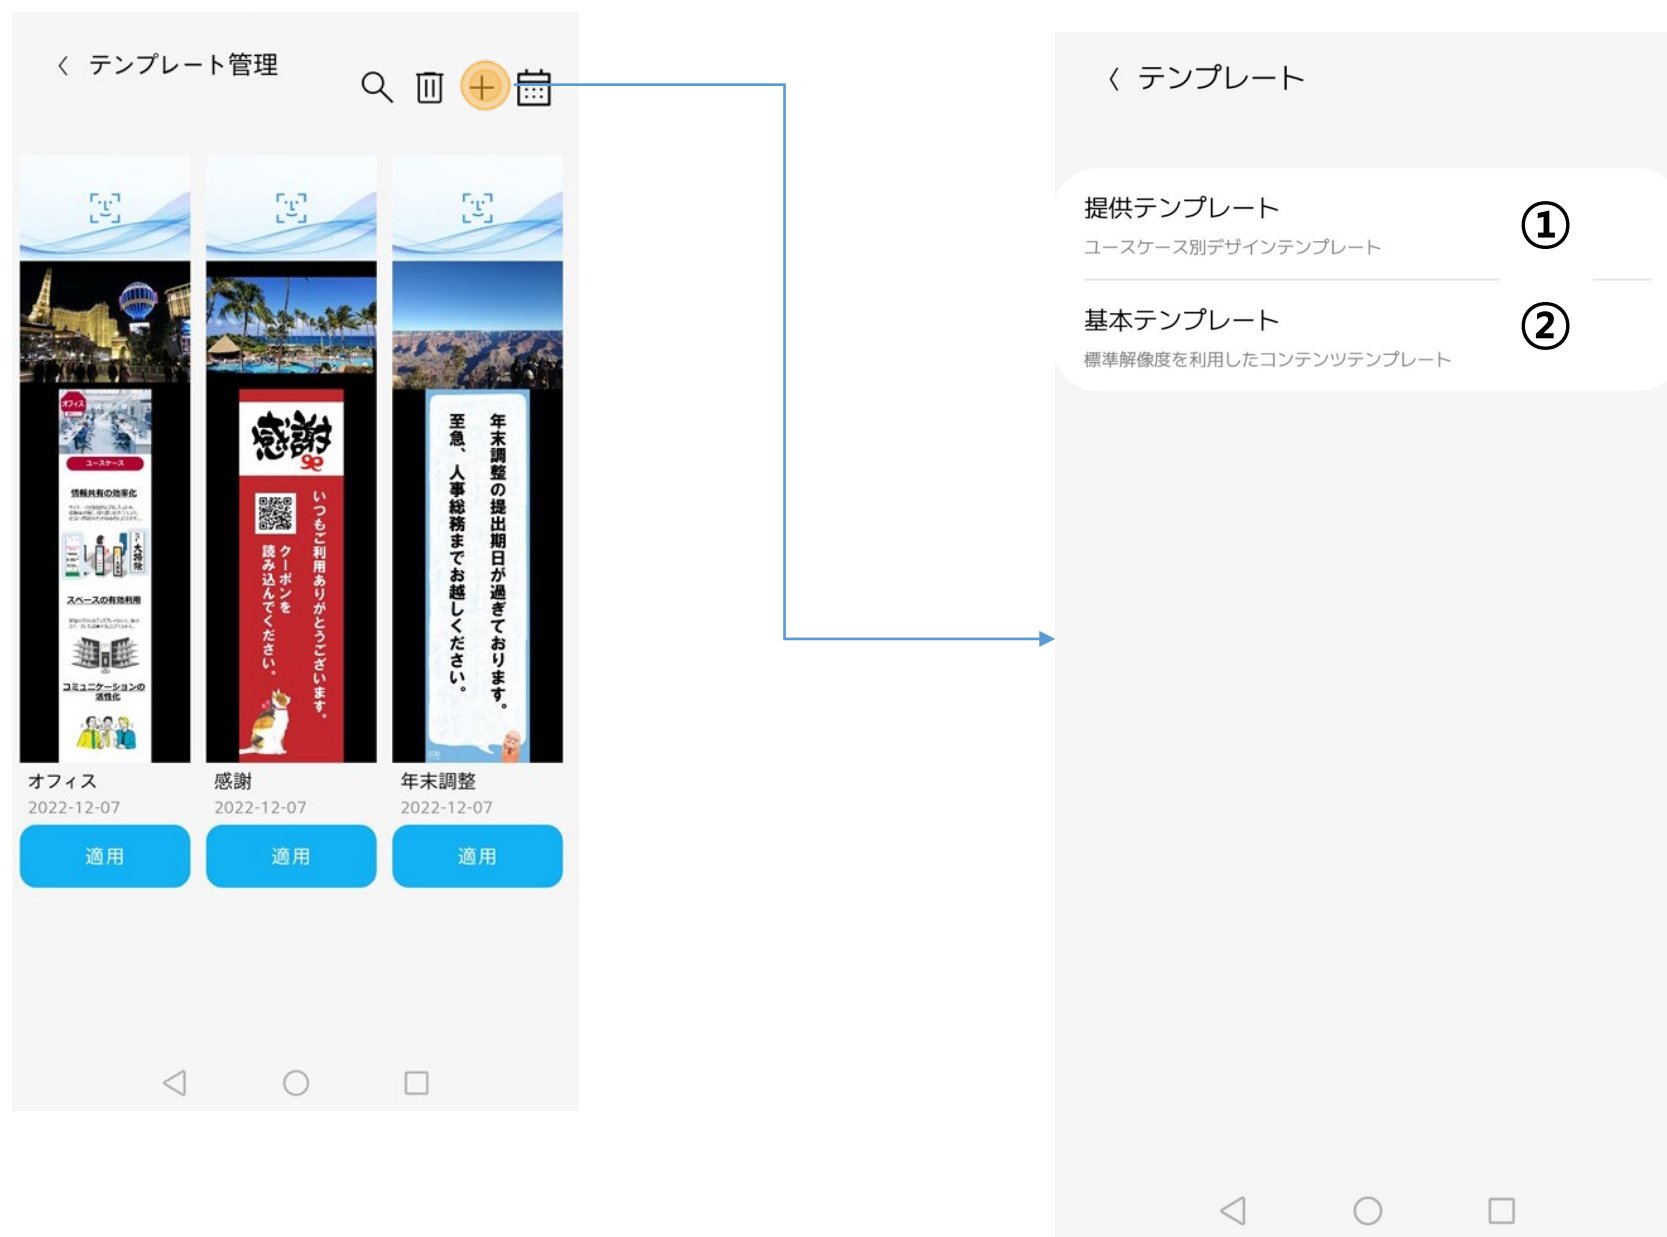 テンプレート管理
オフィス
ユースケース
情報共有の効率化
大掃除
スペースの有効利用
コミュニケーションの
活性化
感謝
いつもご利用ありがとうございます。
クーポンを
読み込んでください。
年末調整の提出期日が過ぎております。
至急、人事総務までお越しください。
オフィス
2022-12-07
適用
感謝
2022-12-07
適用
年末調整
2022-12-07
適用
テンプレート
提供テンプレート
ユースケース別デザインテンプレート
①
基本テンプレート
標準解像度を利用したコンテンツテンプレート
②